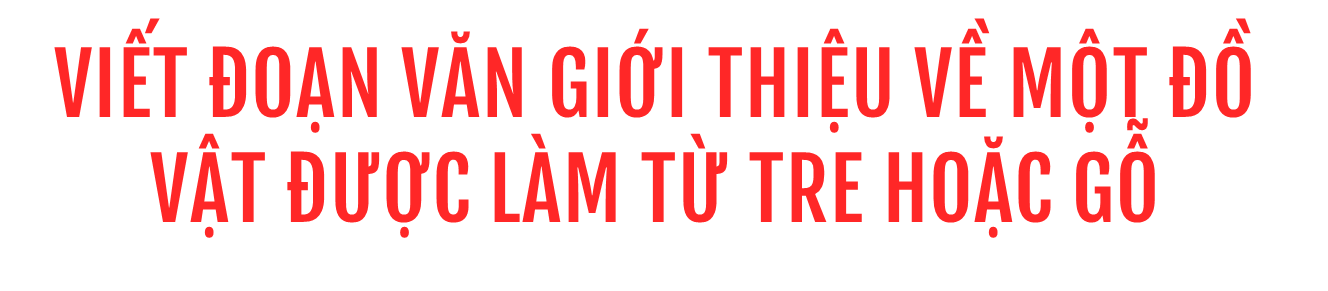 VIẾT ĐOẠN VĂN GIỚI THIỆU VỀ MỘT ĐỒ
VẬT ĐƯỢC LÀM TỪ TRE HOẶC GỖ